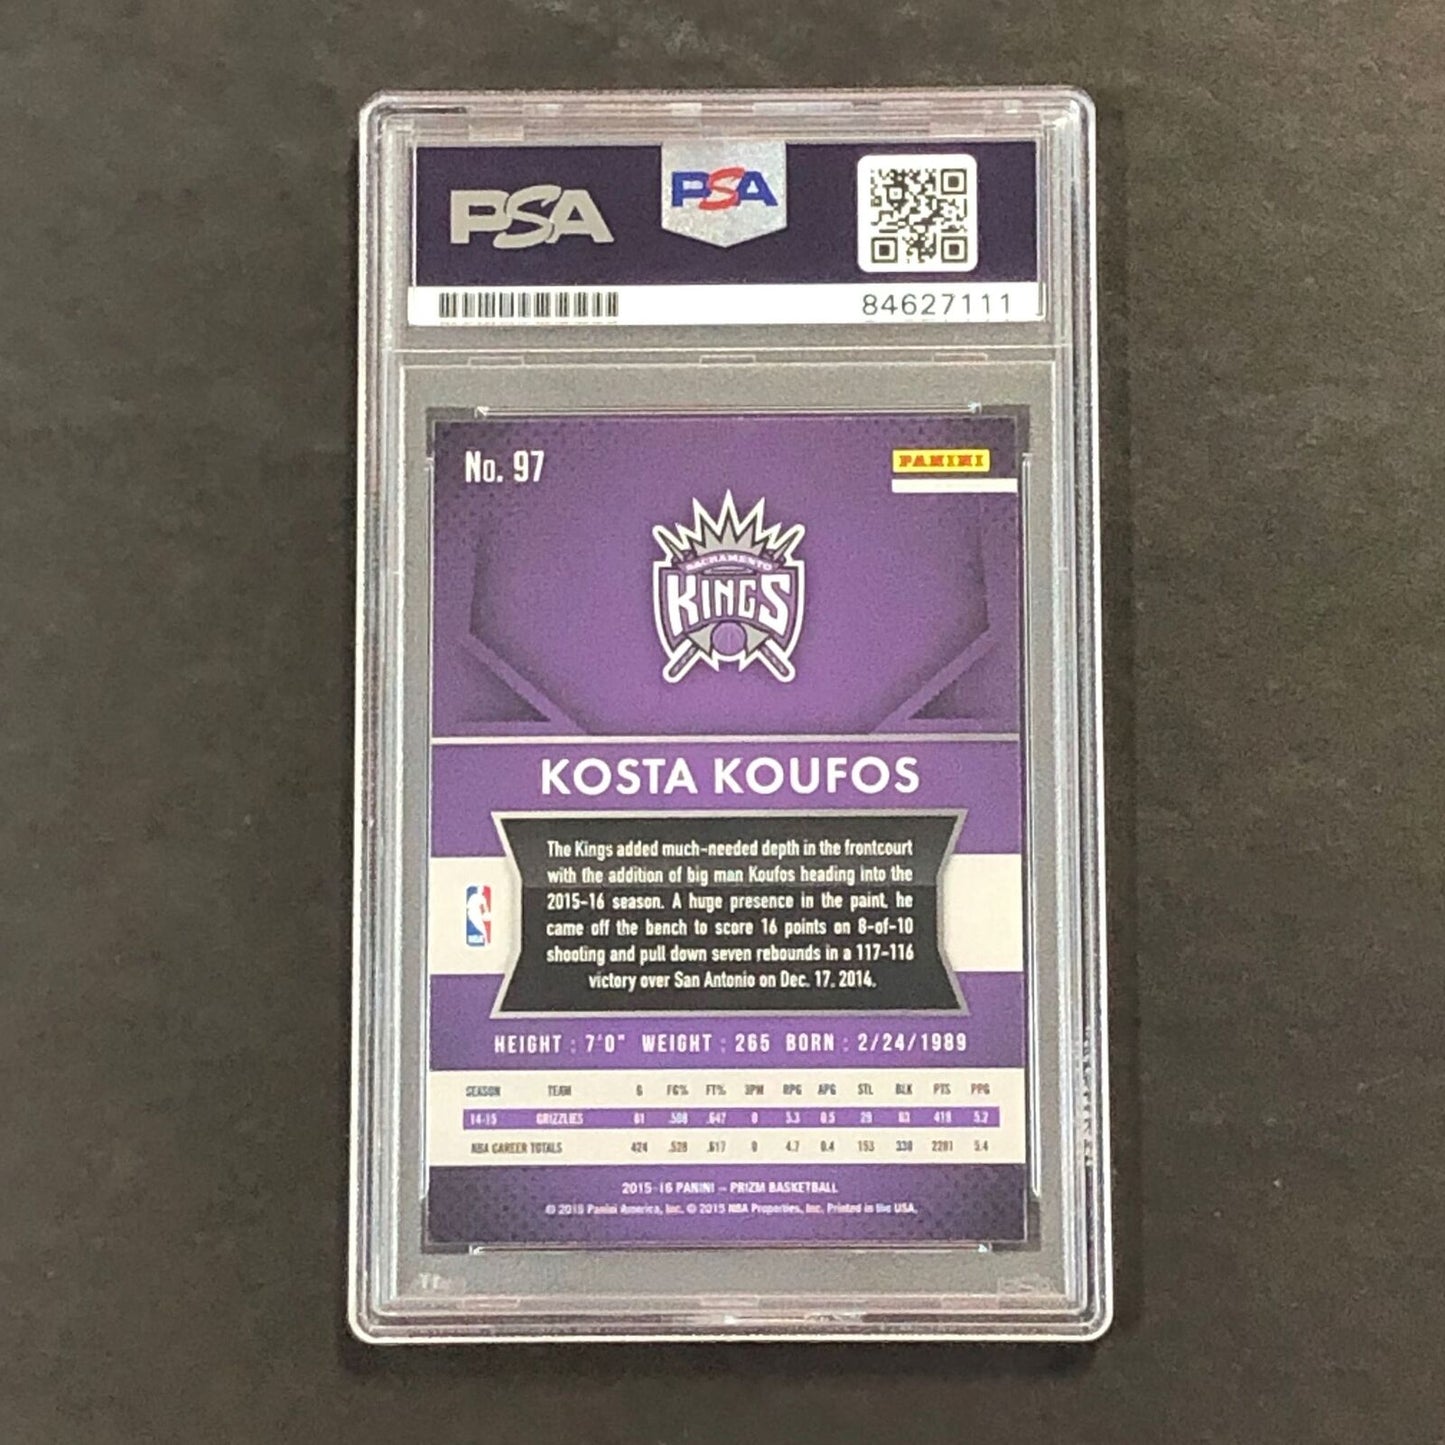 PSA
PSA
84627111
No. 97
PANINI
SACRAMENTO
KINGS
KOSTA KOUFOS
The Kings added much-needed depth in the frontcourt
with the addition of big man Koufos heading into the
2015-16 season. A huge presence in the paint, he
came off the bench to score 16 points on 8-of-10
shooting and pull down seven rebounds in a 117-116
victory over San Antonio on Dec. 17, 2014.
NBA
HEIGHT : 7'0" WEIGHT : 265 BORN : 2/24/1989
SEASON TEAM G FG% FT% 3PM RPG APG STL BLK PTS PPG
14-15 GRIZZLIES 81 .508 .647 0 5.3 0.5 29 63 418 5.2
NBA CAREER TOTALS 424 .528 .617 0 4.7 0.4 153 330 2281 5.4
2015-16 PANINI – PRIZM BASKETBALL
© 2015 Panini America, Inc. © 2015 NBA Properties, Inc. Printed in the USA.